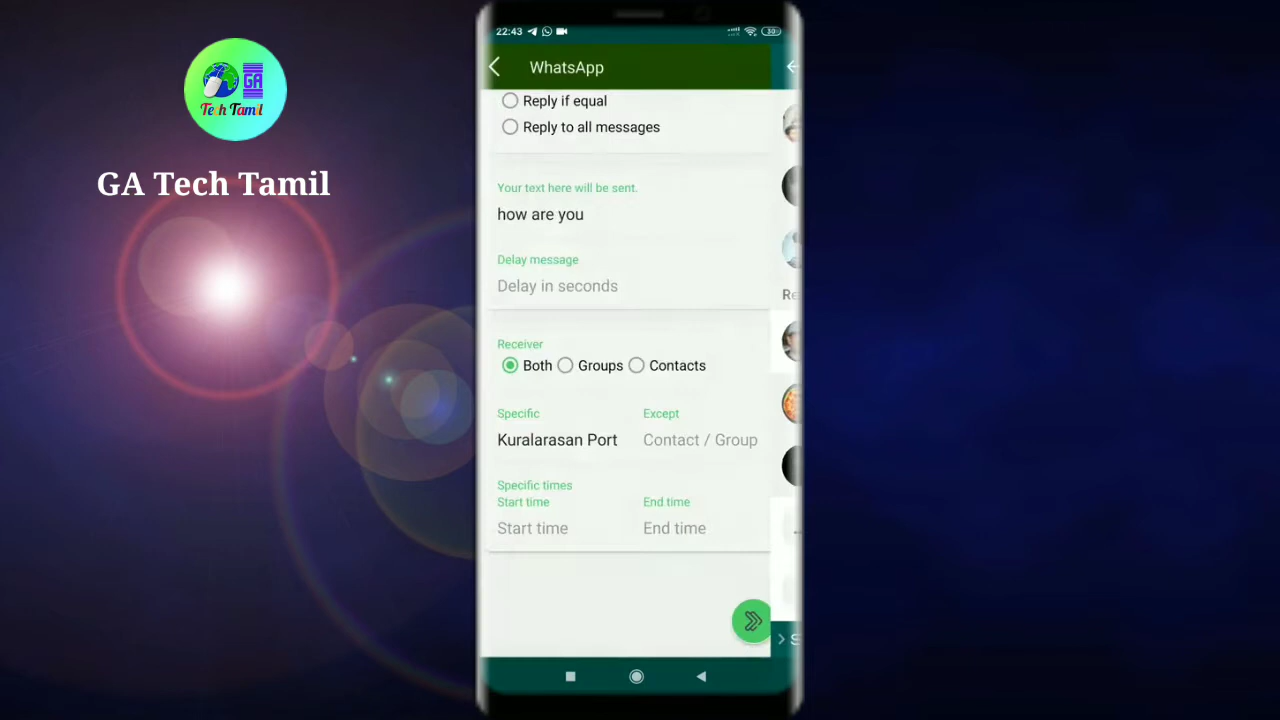 GA
Tech Tamil
GA Tech Tamil
22:43
30
WhatsApp
Reply if equal
Reply to all messages
Your text here will be sent.
how are you
Delay message
Delay in seconds
Receiver
Both Groups Contacts
Specific Except
Kuralarasan Port Contact / Group
Specific times
Start time End time
Start time End time
Re
S